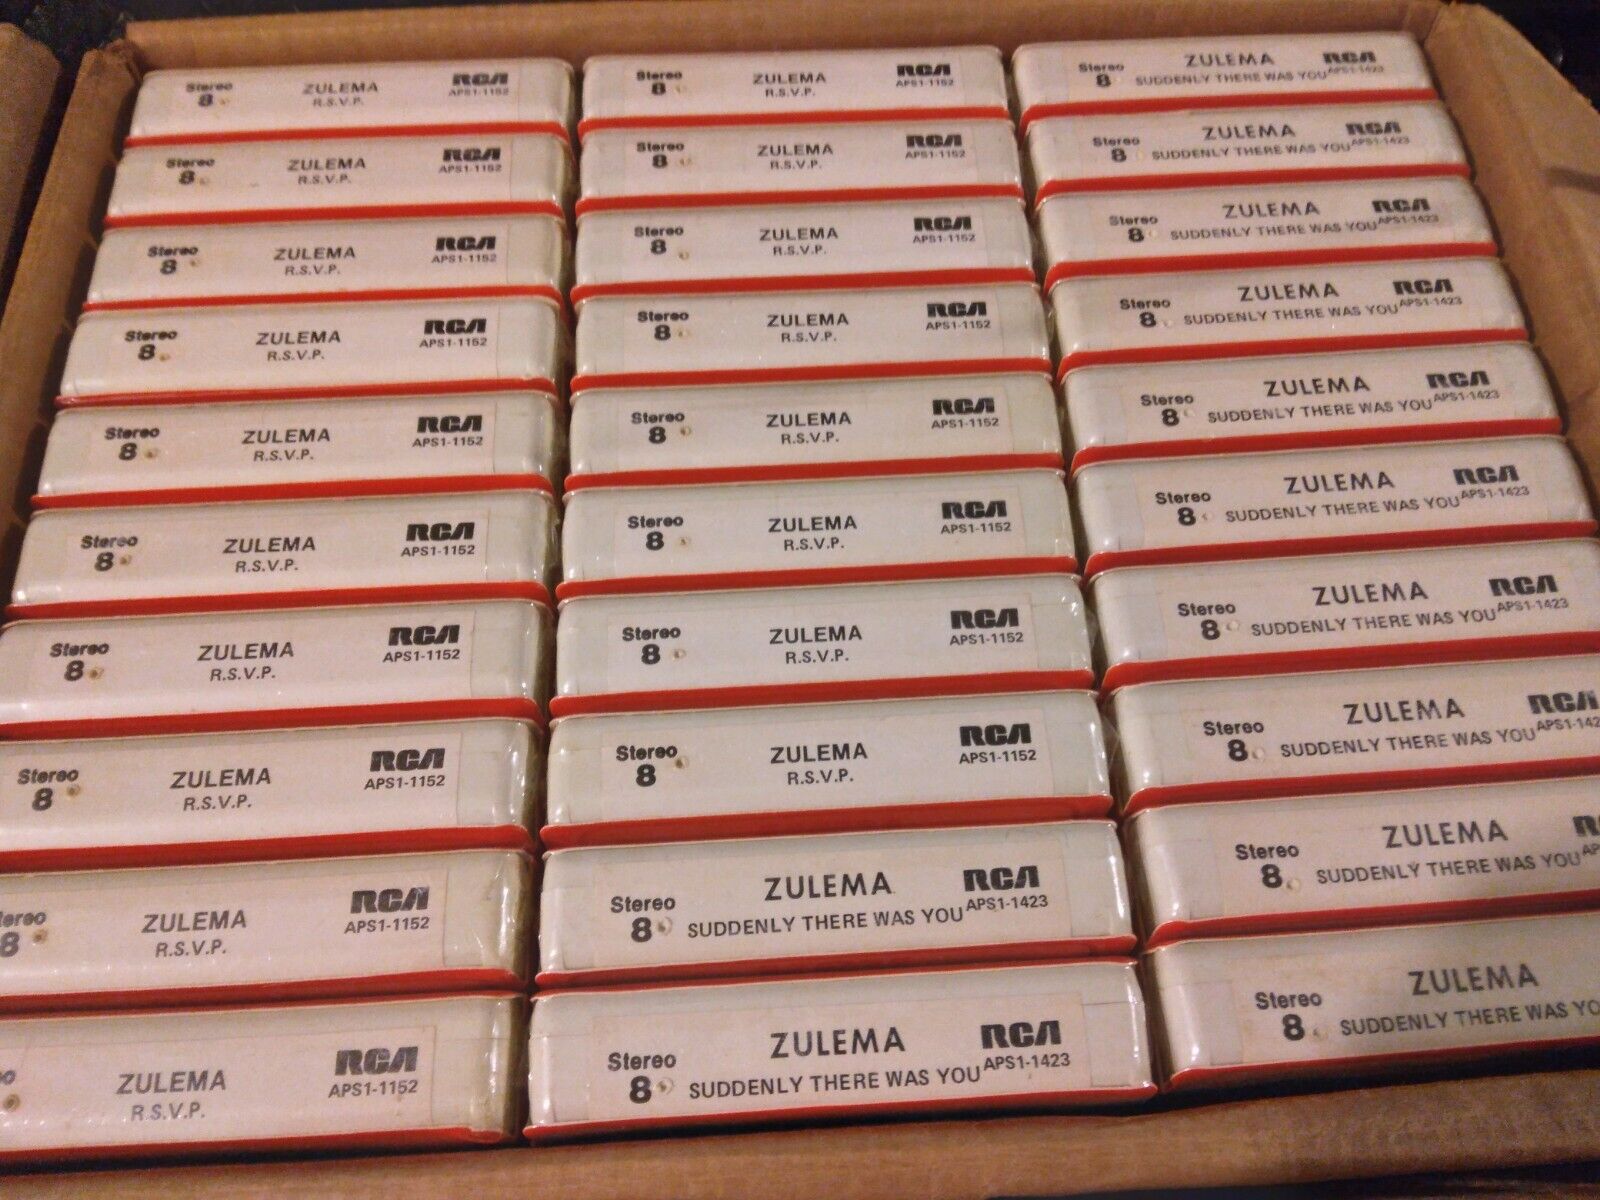 Stereo 8 ZULEMA R.S.V.P. RCA APS1-1152
Stereo 8 ZULEMA R.S.V.P. RCA APS1-1152
Stereo 8 ZULEMA R.S.V.P. RCA APS1-1152
Stereo 8 ZULEMA R.S.V.P. RCA APS1-1152
Stereo 8 ZULEMA R.S.V.P. RCA APS1-1152
Stereo 8 ZULEMA R.S.V.P. RCA APS1-1152
Stereo 8 ZULEMA R.S.V.P. RCA APS1-1152
Stereo 8 ZULEMA R.S.V.P. RCA APS1-1152
ereo 8 ZULEMA R.S.V.P. RCA APS1-1152
eo ZULEMA R.S.V.P. RCA APS1-1152
Stereo 8 ZULEMA R.S.V.P. RCA APS1-1152
Stereo 8 ZULEMA R.S.V.P. RCA APS1-1152
Stereo 8 ZULEMA R.S.V.P. RCA APS1-1152
Stereo 8 ZULEMA R.S.V.P. RCA APS1-1152
Stereo 8 ZULEMA R.S.V.P. RCA APS1-1152
Stereo 8 ZULEMA R.S.V.P. RCA APS1-1152
Stereo 8 ZULEMA R.S.V.P. RCA APS1-1152
Stereo 8 ZULEMA R.S.V.P. RCA APS1-1152
Stereo 8 ZULEMA SUDDENLY THERE WAS YOU RCA APS1-1423
Stereo 8 ZULEMA SUDDENLY THERE WAS YOU RCA APS1-1423
Stereo 8 ZULEMA SUDDENLY THERE WAS YOU RCA APS1-1423
Stereo 8 ZULEMA SUDDENLY THERE WAS YOU RCA APS1-1423
Stereo 8 ZULEMA SUDDENLY THERE WAS YOU RCA APS1-1423
Stereo 8 ZULEMA SUDDENLY THERE WAS YOU RCA APS1-1423
Stereo 8 ZULEMA SUDDENLY THERE WAS YOU RCA APS1-1423
Stereo 8 ZULEMA SUDDENLY THERE WAS YOU RCA APS1-1423
Stereo 8 ZULEMA SUDDENLY THERE WAS YOU RCA APS1-1423
Stereo 8 ZULEMA SUDDENLY THERE WAS YOU RCA APS1-142
Stereo 8 ZULEMA SUDDENLY THERE WAS YOU R AP
Stereo 8 ZULEMA SUDDENLY THERE WAS YO